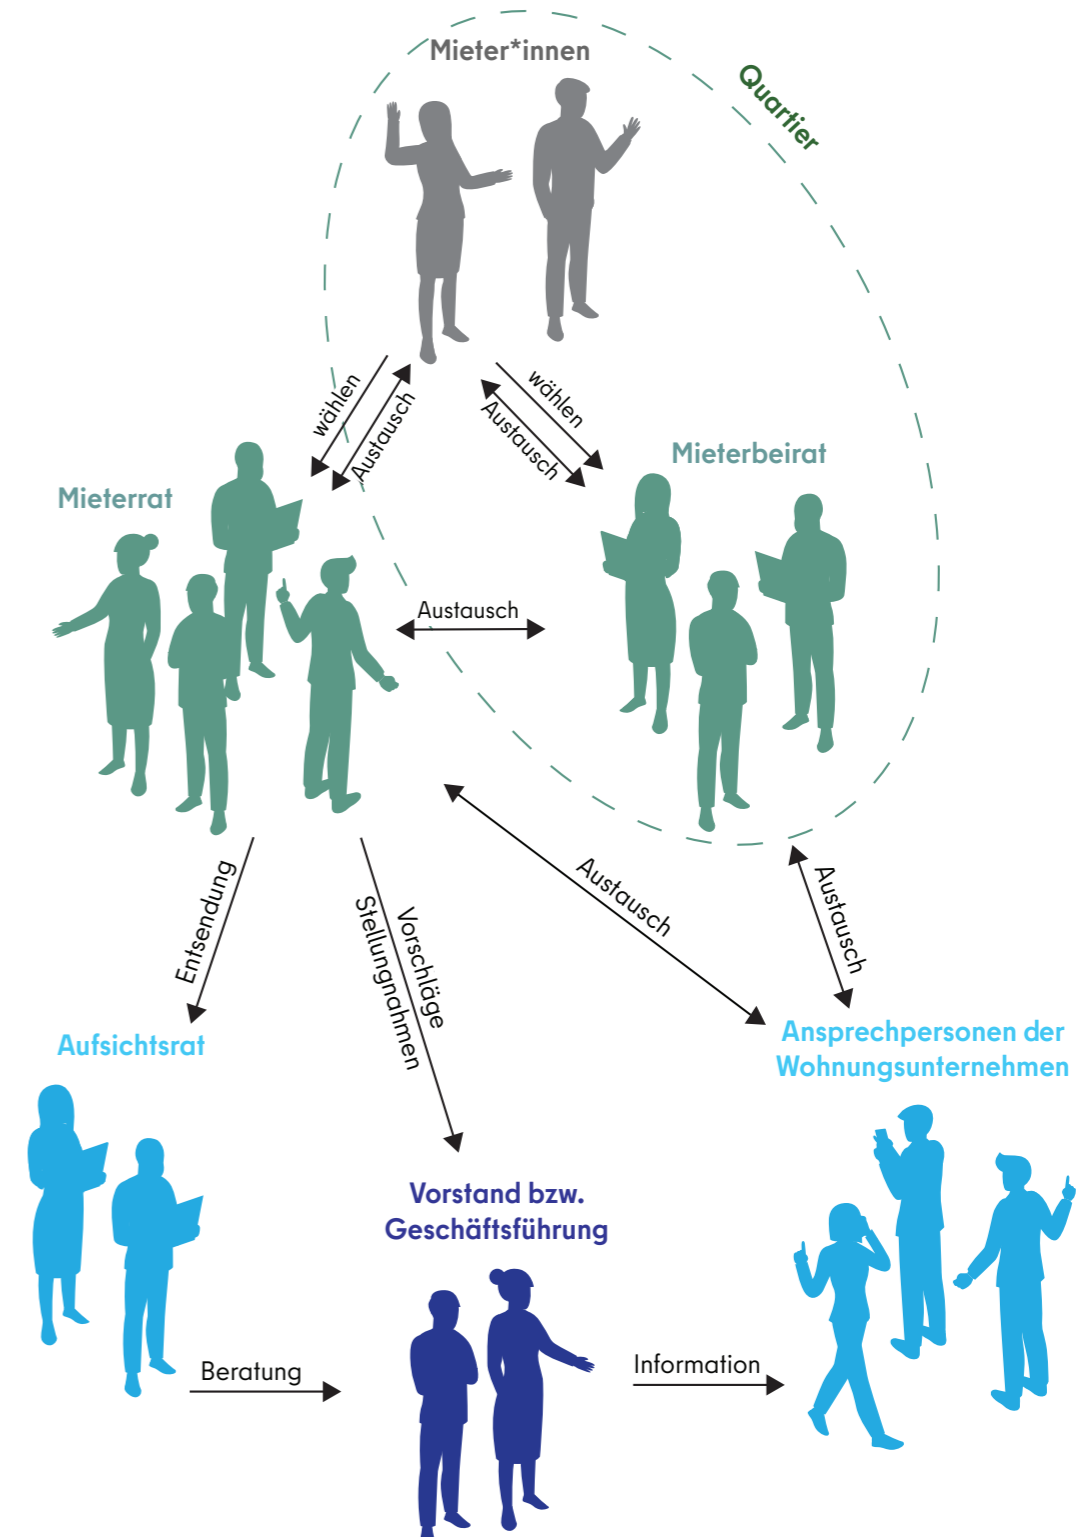 Mieter*innen
Quartier
wählen
Austausch
wählen
Austausch
Mieterbeirat
Mieterrat
Austausch
Entsendung
Vorschläge
Stellungnahmen
Austausch
Austausch
Aufsichtsrat
Ansprechpersonen der
Wohnungsunternehmen
Vorstand bzw.
Geschäftsführung
Beratung
Information